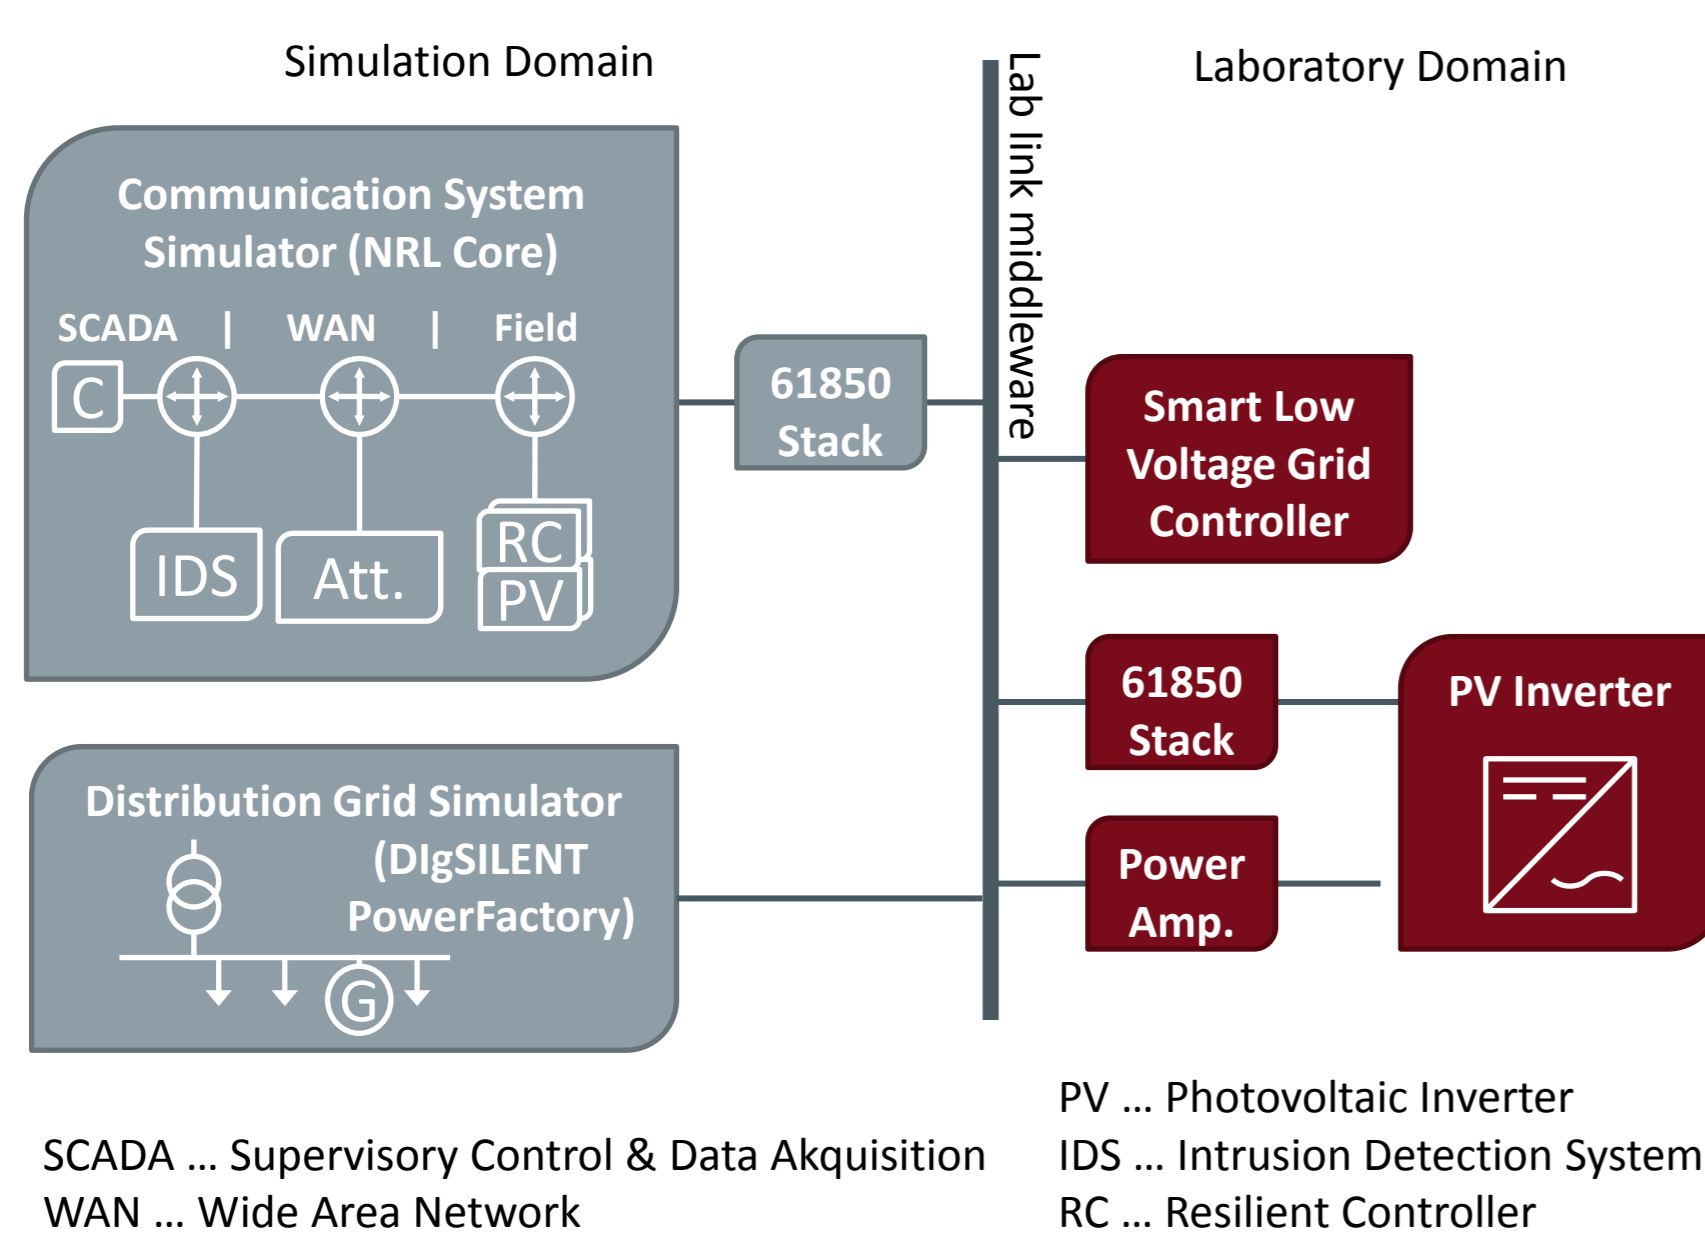 Simulation Domain
Laboratory Domain
Lab link middleware
Communication System
Simulator (NRL Core)
SCADA | WAN | Field
C
IDS
Att.
RC
PV
61850
Stack
Smart Low
Voltage Grid
Controller
61850
Stack
PV Inverter
Power
Amp.
Distribution Grid Simulator
(DIgSILENT
PowerFactory)
G
SCADA ... Supervisory Control & Data Akquisition
WAN ... Wide Area Network
PV ... Photovoltaic Inverter
IDS ... Intrusion Detection System
RC ... Resilient Controller